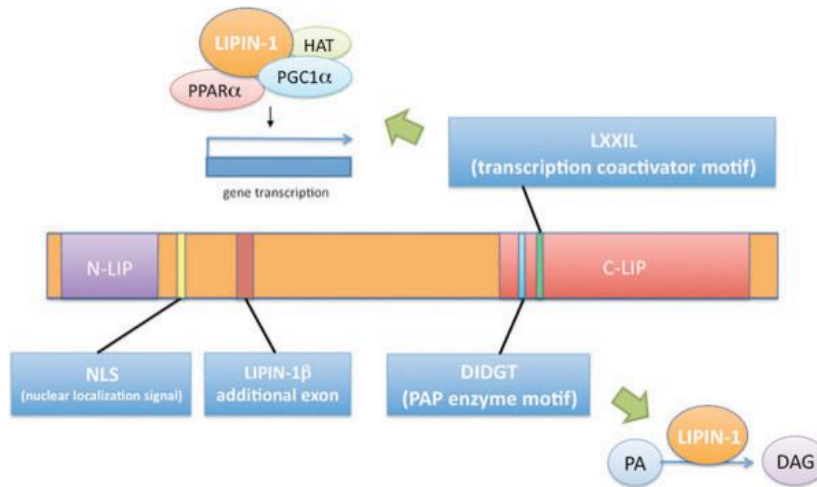 LIPIN-1
HAT
PGC1α
PPARα
gene transcription
LXXIL
(transcription coactivator motif)
N-LIP
C-LIP
NLS
(nuclear localization signal)
LIPIN-1β
additional exon
DIDGT
(PAP enzyme motif)
LIPIN-1
PA
DAG